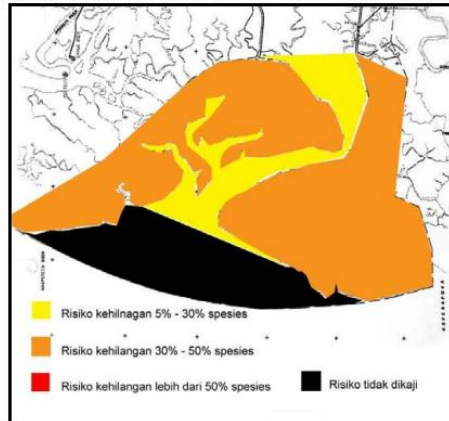 Risiko kehilnagan 5% - 30% spesies
Risiko kehilangan 30% - 50% spesies
Risiko kehilangan lebih dari 50% spesies
Risiko tidak dikaji